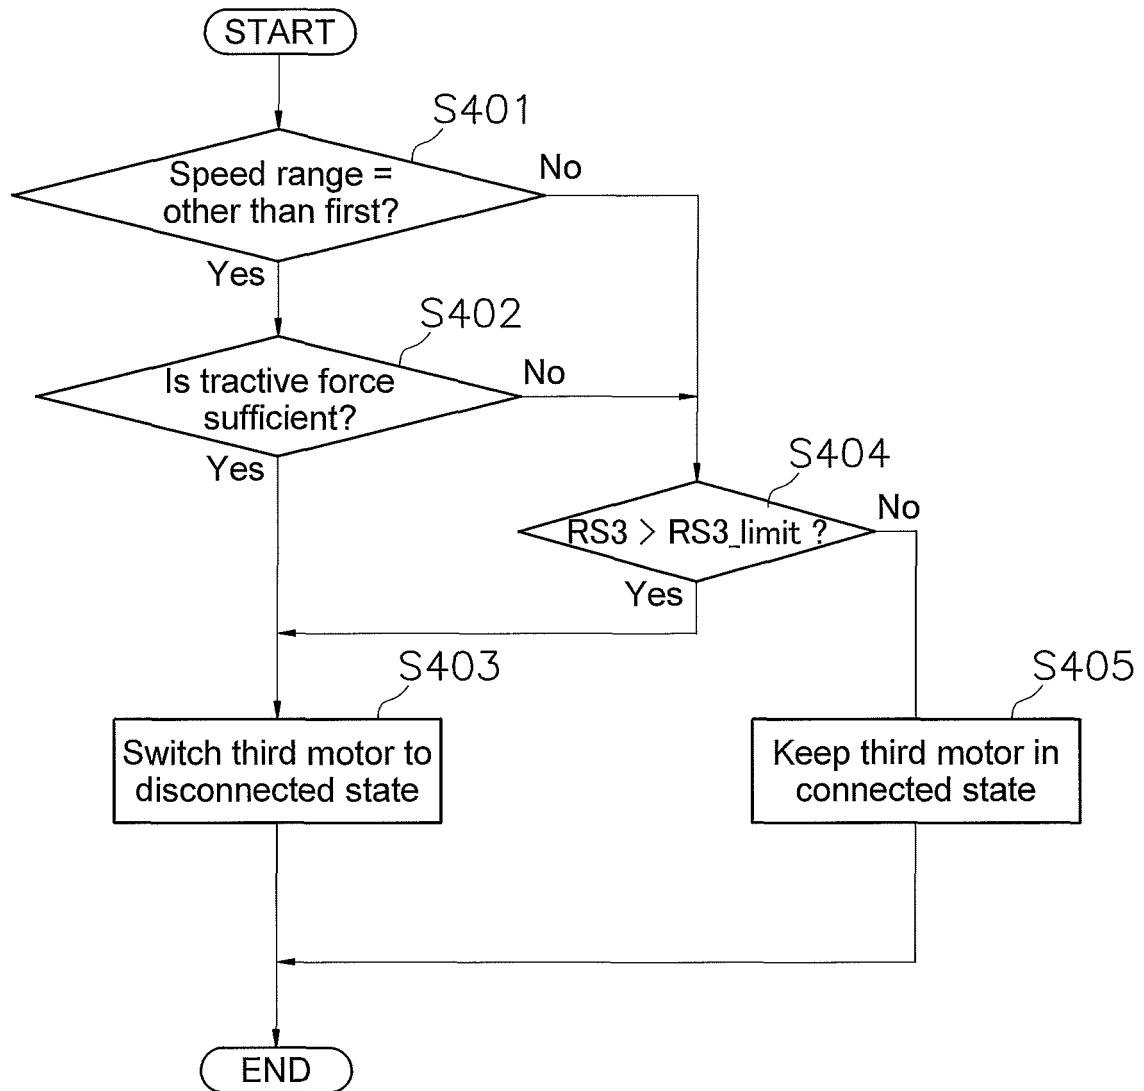 START
S401
Speed range =
other than first?
No
Yes
S402
Is tractive force
sufficient?
No
Yes
S404
RS3 > RS3_limit ?
No
Yes
S403
Switch third motor to
disconnected state
S405
Keep third motor in
connected state
END